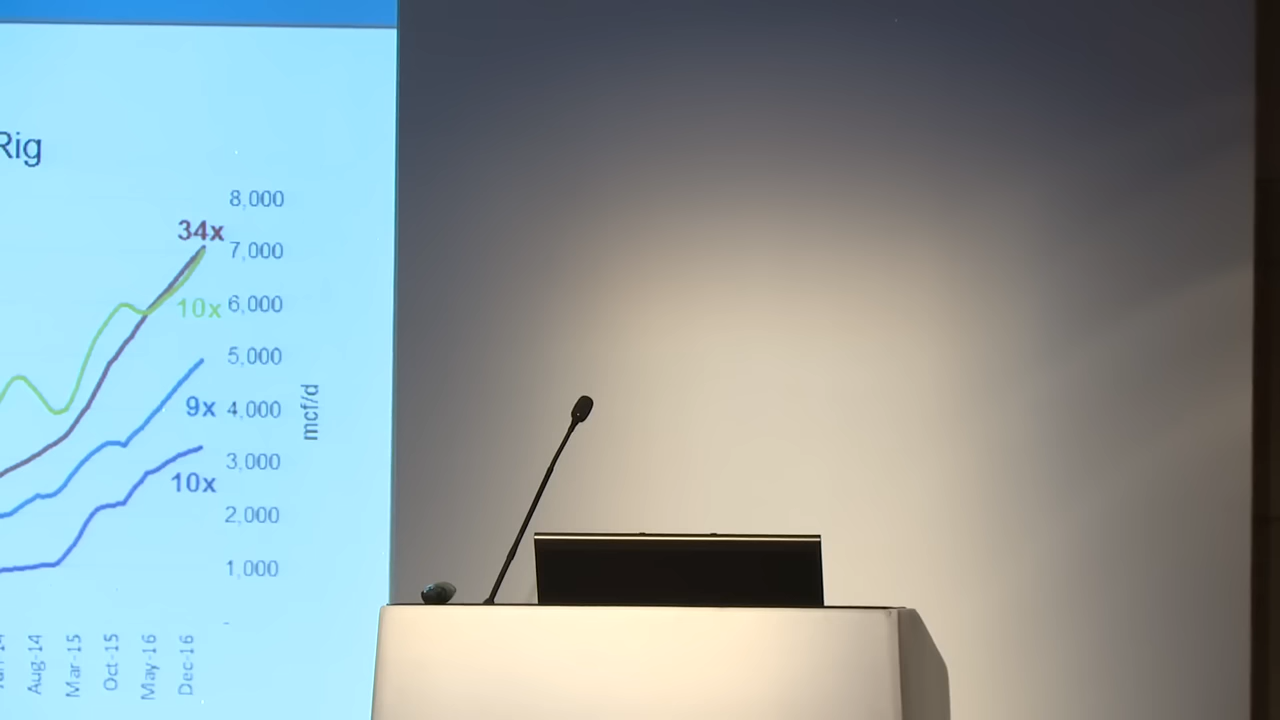 Rig
8,000
34x
7,000
10x
6,000
5,000
9x
4,000
mcf/d
3,000
10x
2,000
1,000
-
Aug-14
Mar-15
Oct-15
May-16
Dec-16